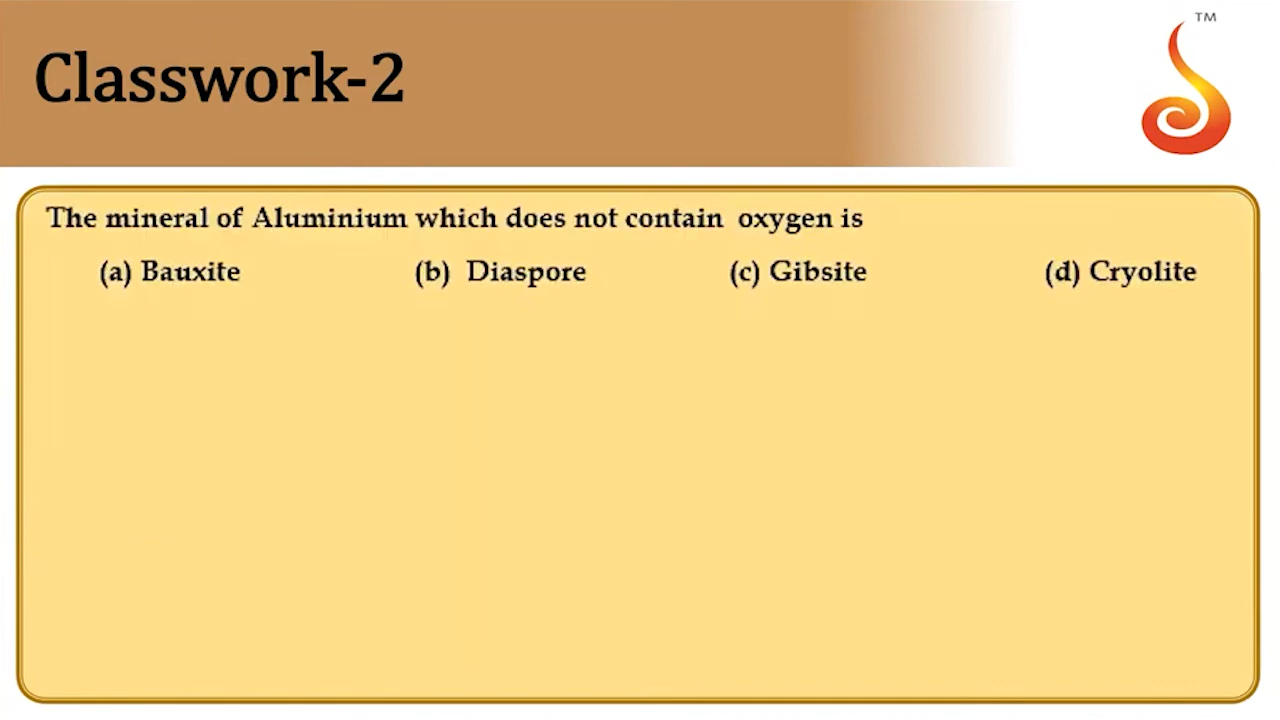 TM
Classwork-2
The mineral of Aluminium which does not contain oxygen is
(a) Bauxite (b) Diaspore (c) Gibsite (d) Cryolite